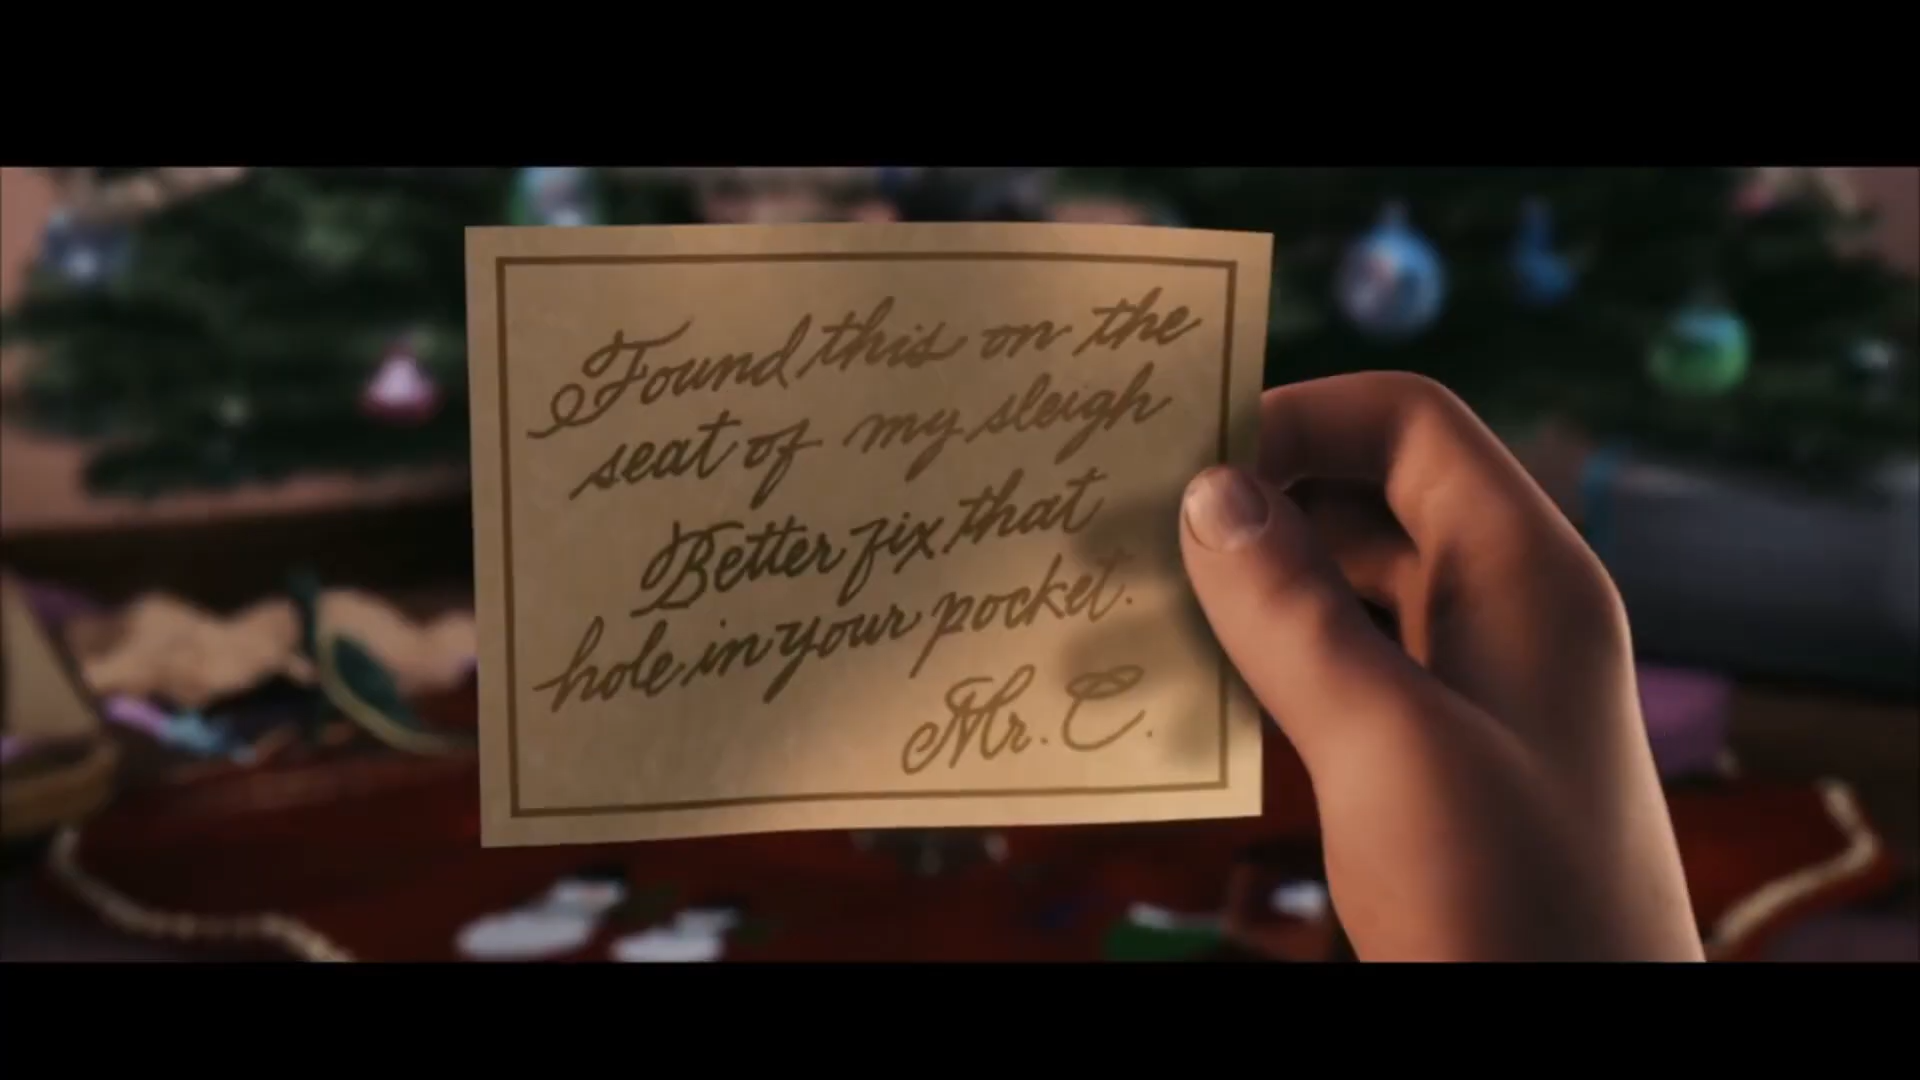 Found this on the
seat of my sleigh
Better fix that
hole in your pocket.
Mr. C.